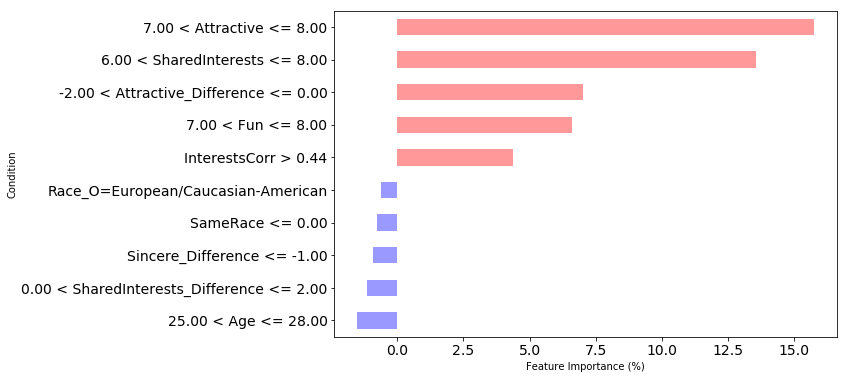 7.00 < Attractive <= 8.00
6.00 < SharedInterests <= 8.00
-2.00 < Attractive_Difference <= 0.00
7.00 < Fun <= 8.00
InterestsCorr > 0.44
Race_O=European/Caucasian-American
SameRace <= 0.00
Sincere_Difference <= -1.00
0.00 < SharedInterests_Difference <= 2.00
25.00 < Age <= 28.00
Condition
0.0 2.5 5.0 7.5 10.0 12.5 15.0
Feature Importance (%)